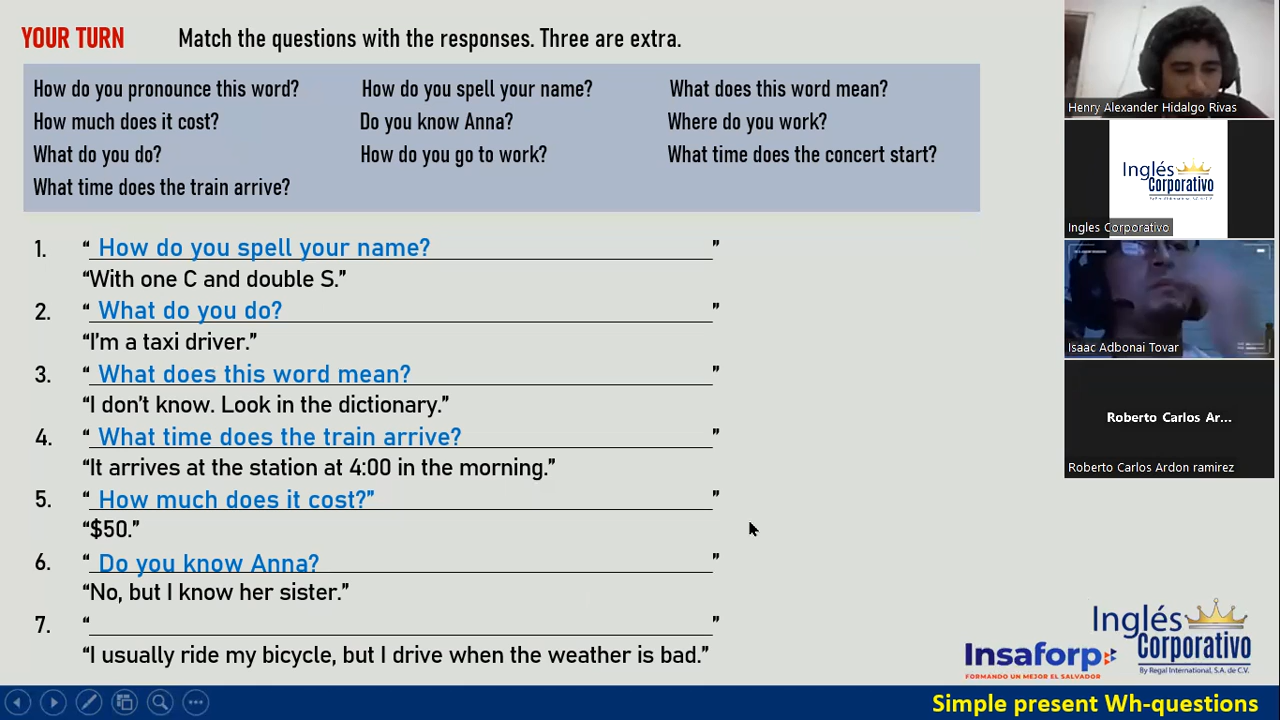 YOUR TURN Match the questions with the responses. Three are extra.
How do you pronounce this word? How do you spell your name? What does this word mean?
How much does it cost? Do you know Anna? Where do you work?
What do you do? How do you go to work? What time does the concert start?
What time does the train arrive?
1. “ How do you spell your name? ”
“With one C and double S.”
2. “ What do you do? ”
“I’m a taxi driver.”
3. “ What does this word mean? ”
“I don’t know. Look in the dictionary.”
4. “ What time does the train arrive? ”
“It arrives at the station at 4:00 in the morning.”
5. “ How much does it cost?” ”
“$50.”
6. “ Do you know Anna? ”
“No, but I know her sister.”
7. “ ”
“I usually ride my bicycle, but I drive when the weather is bad.”
Henry Alexander Hidalgo Rivas
Inglés
Corporativo
Ingles Corporativo
Isaac Adbonai Tovar
Roberto Carlos Ar...
Roberto Carlos Ardon ramirez
Insaforp
FORMANDO UN MEJOR EL SALVADOR
Inglés
Corporativo
By Regal International, S.A. de C.V.
Simple present Wh-questions